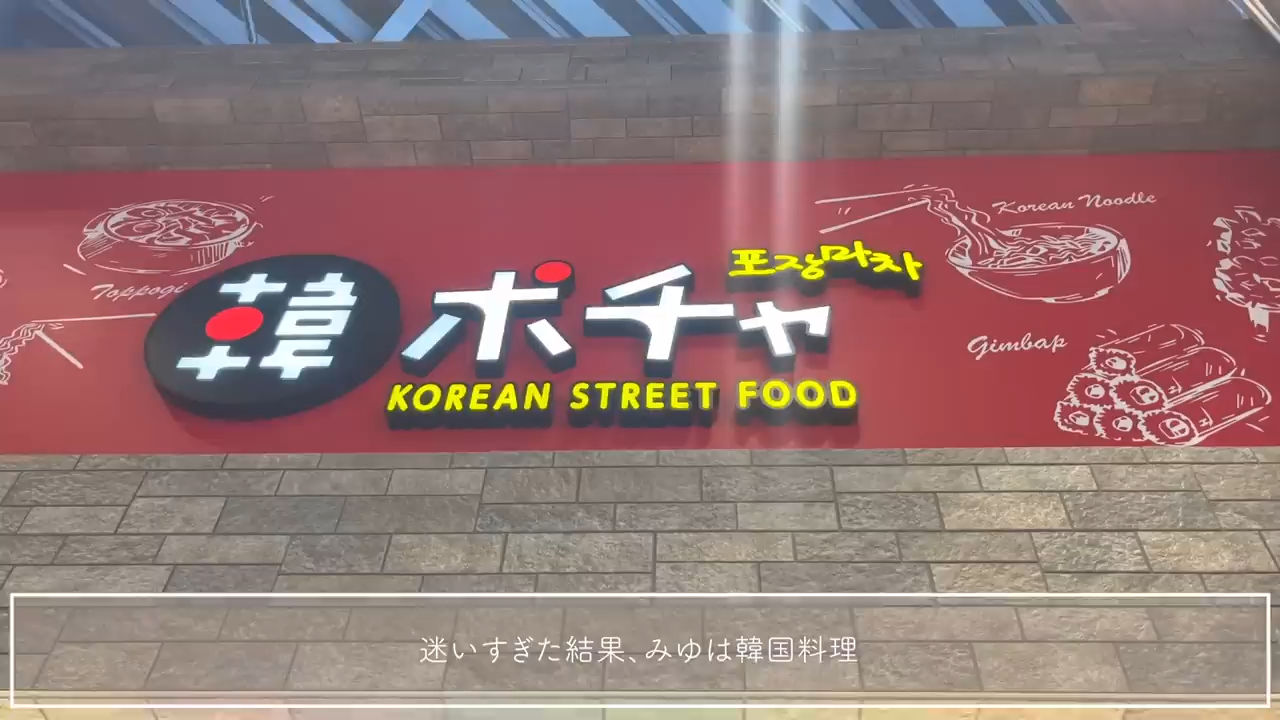 Korean Noodle
포장마차
Toppogi
韓
ポチャ
Gimbap
KOREAN STREET FOOD
迷いすぎた結果、みゆは韓国料理